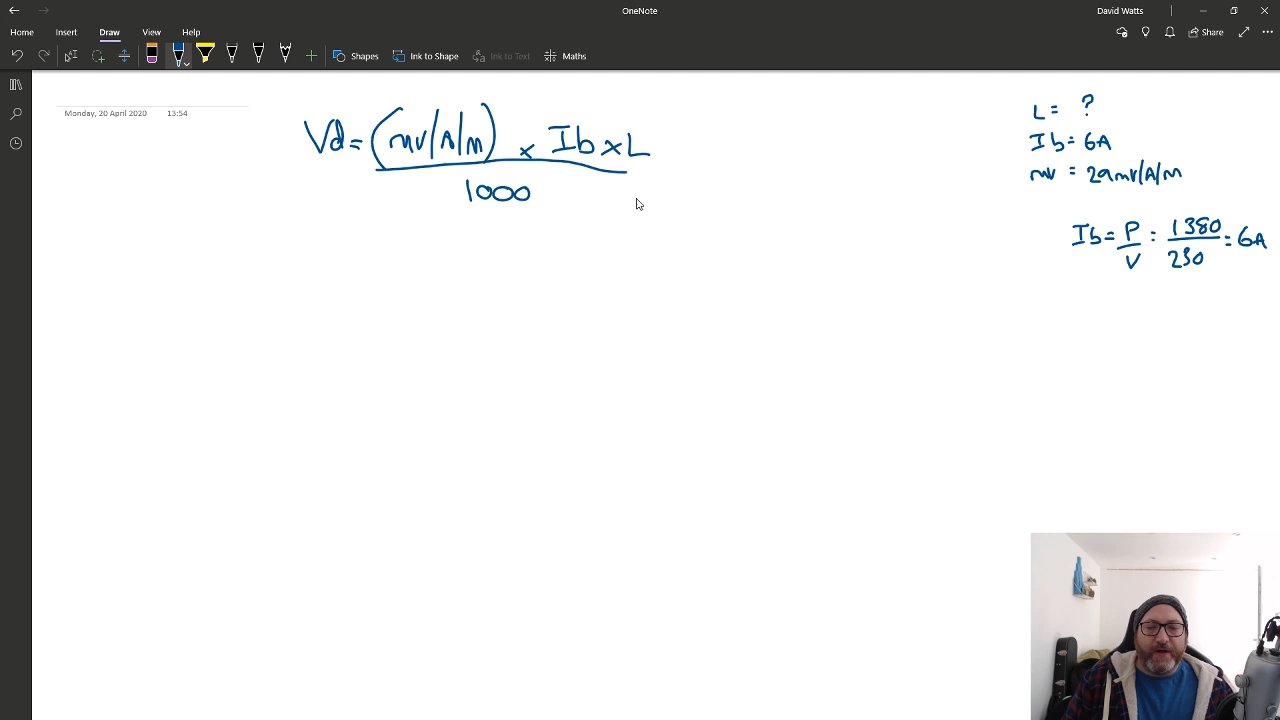 OneNote
David Watts
Home Insert Draw View Help
Share
Shapes Ink to Shape Ink to Text Maths
Monday, 20 April 2020 13:54
Vd = (mv/A/m) × Ib × L
1000
L = ?
Ib = 6A
mv = 29mv/A/m
Ib = P = 1380 = 6A
V 230